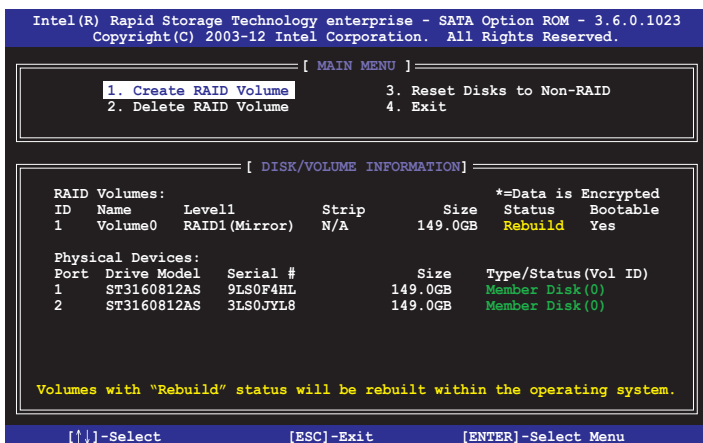 Intel(R) Rapid Storage Technology enterprise - SATA Option ROM - 3.6.0.1023
Copyright(C) 2003-12 Intel Corporation. All Rights Reserved.
[ MAIN MENU ]
1. Create RAID Volume 3. Reset Disks to Non-RAID
2. Delete RAID Volume 4. Exit
[ DISK/VOLUME INFORMATION]
RAID Volumes: *=Data is Encrypted
ID Name Level1 Strip Size Status Bootable
1 Volume0 RAID1(Mirror) N/A 149.0GB Rebuild Yes
Physical Devices:
Port Drive Model Serial # Size Type/Status(Vol ID)
1 ST3160812AS 9LS0F4HL 149.0GB Member Disk(0)
2 ST3160812AS 3LS0JYL8 149.0GB Member Disk(0)
Volumes with “Rebuild” status will be rebuilt within the operating system.
[↑↓]-Select [ESC]-Exit [ENTER]-Select Menu